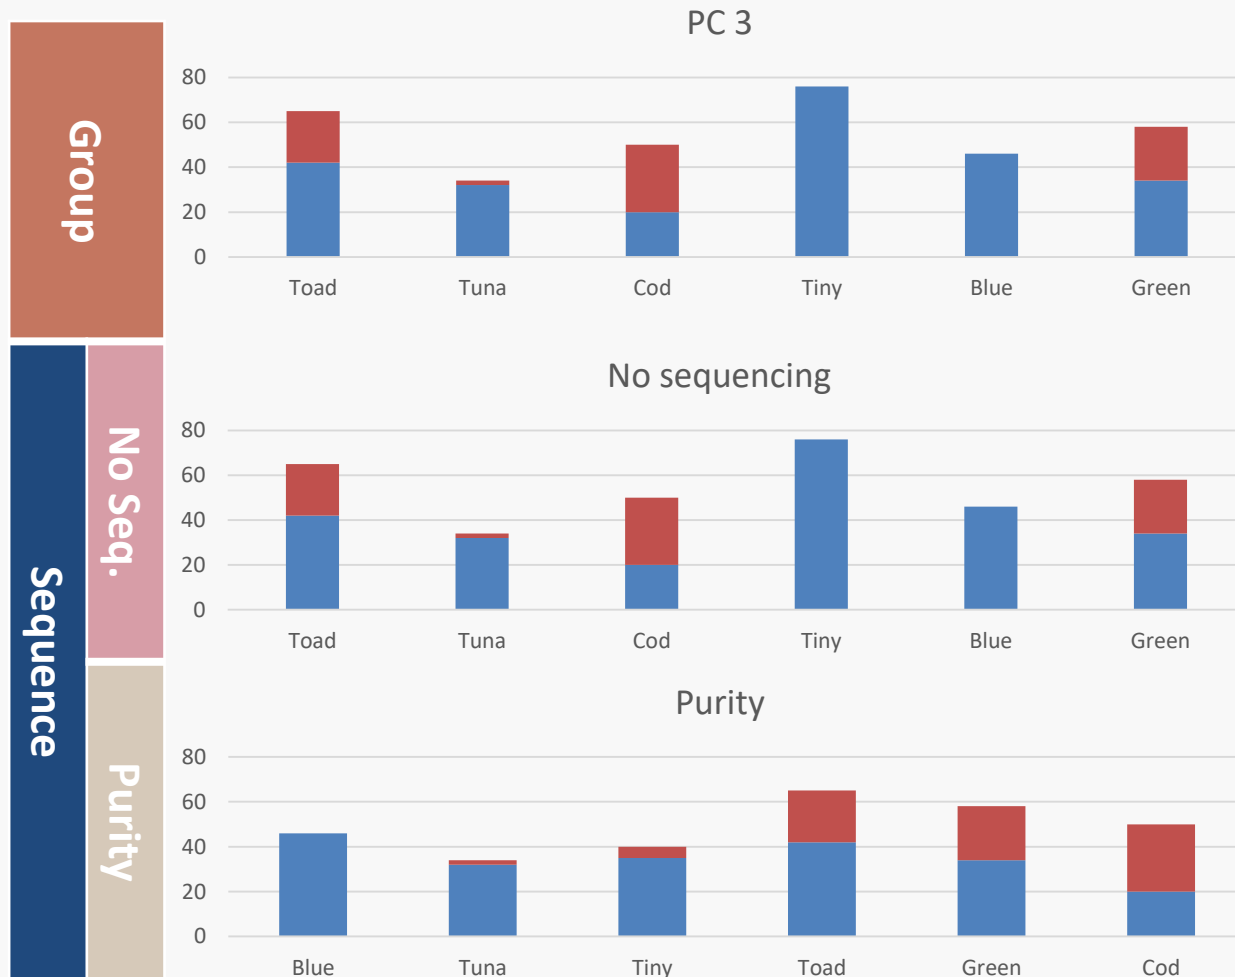 PC 3
Group
80
60
40
20
0
Toad Tuna Cod Tiny Blue Green
No sequencing
Sequence
No Seq.
80
60
40
20
0
Toad Tuna Cod Tiny Blue Green
Purity
Purity
80
60
40
20
0
Blue Tuna Tiny Toad Green Cod